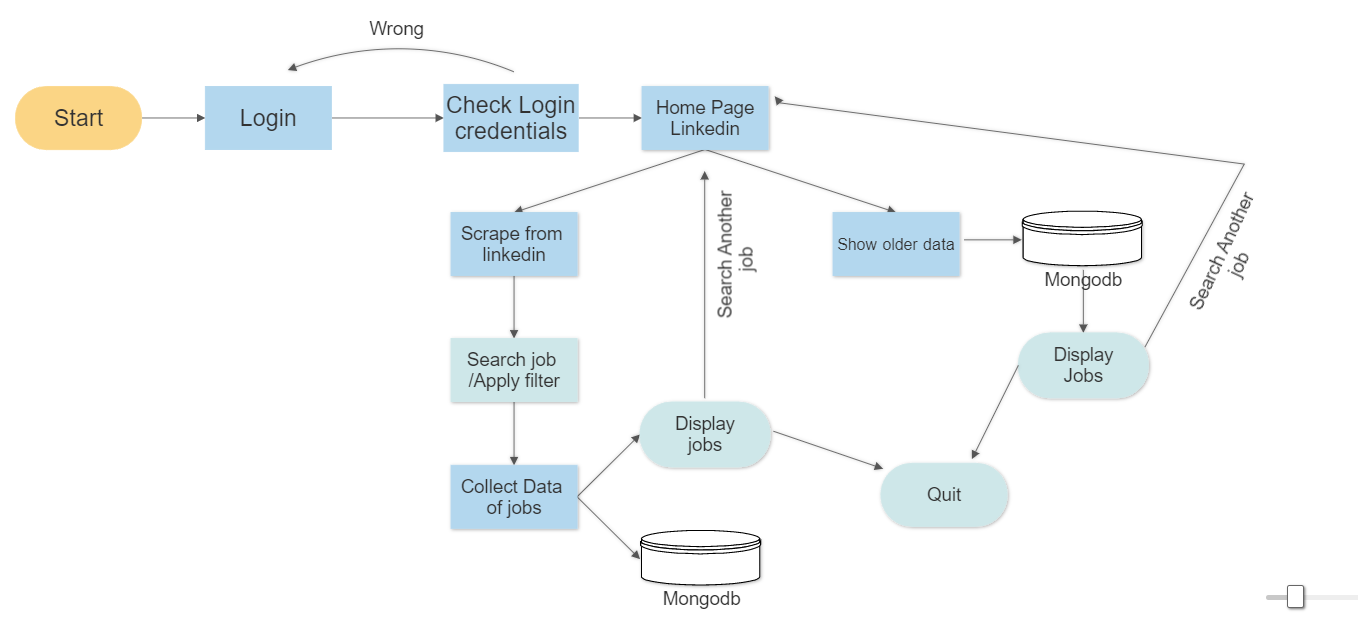 Wrong
Start
Login
Check Login
credentials
Home Page
Linkedin
Scrape from
linkedin
Search Another
job
Show older data
Mongodb
Search Another
job
Search job
/Apply filter
Display
Jobs
Display
jobs
Collect Data
of jobs
Quit
Mongodb